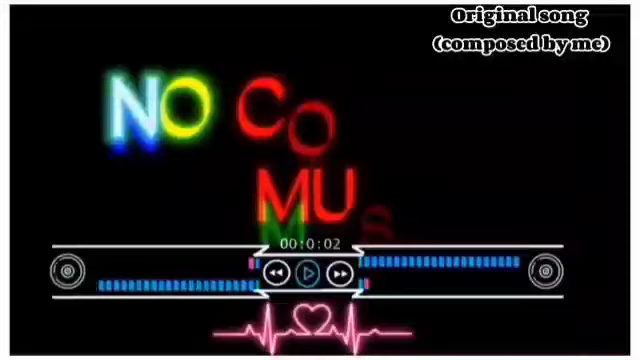 Original song
(composed by me)
NO CO
MU S
M
00:0:02